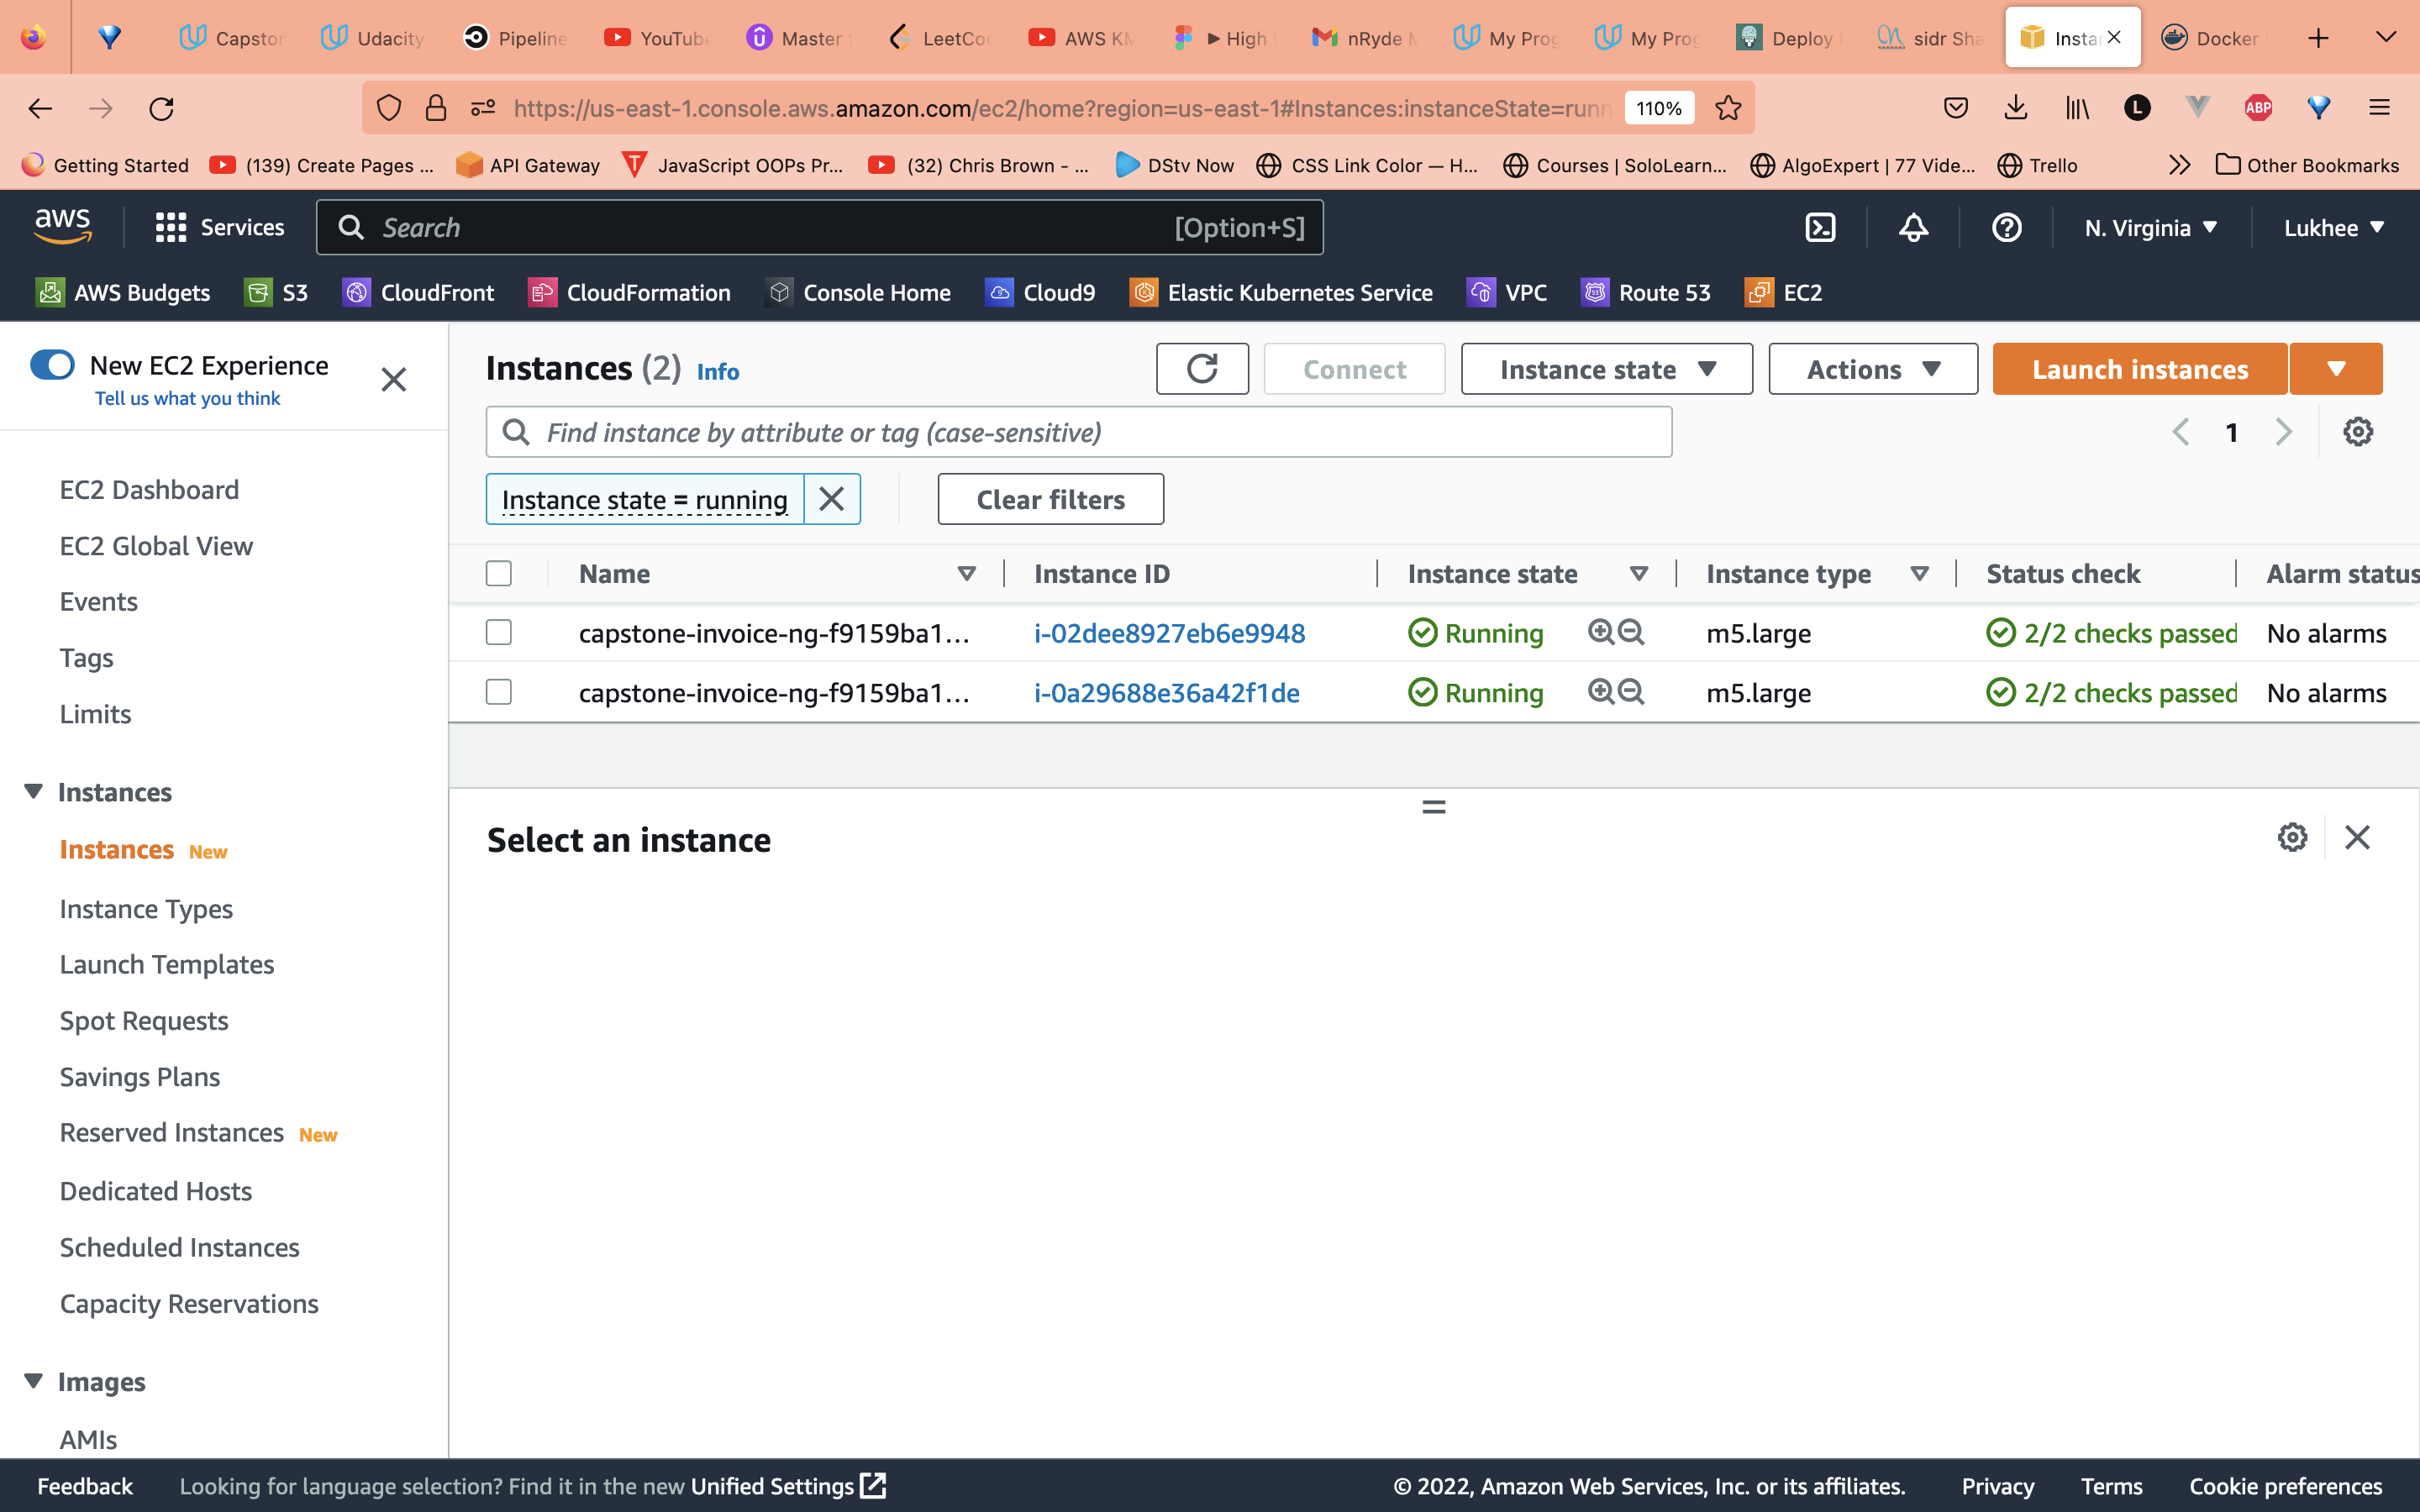 Capstor
Udacity
Pipeline
YouTube
Master
LeetCo
AWS KM
High
nRyde M
My Prog
My Prog
Deploy
sidr Sha
Insta
Docker
https://us-east-1.console.aws.amazon.com/ec2/home?region=us-east-1#Instances:instanceState=runn
110%
L
ABP
Getting Started
(139) Create Pages ...
API Gateway
JavaScript OOPs Pr...
(32) Chris Brown - ...
DStv Now
CSS Link Color — H...
Courses | SoloLearn...
AlgoExpert | 77 Vide...
Trello
Other Bookmarks
aws
Services
Search
[Option+S]
N. Virginia
Lukhee
AWS Budgets
S3
CloudFront
CloudFormation
Console Home
Cloud9
Elastic Kubernetes Service
VPC
Route 53
EC2
New EC2 Experience
Tell us what you think
EC2 Dashboard
EC2 Global View
Events
Tags
Limits
Instances
Instances New
Instance Types
Launch Templates
Spot Requests
Savings Plans
Reserved Instances New
Dedicated Hosts
Scheduled Instances
Capacity Reservations
Images
AMIs
Instances (2) Info
Connect
Instance state
Actions
Launch instances
Find instance by attribute or tag (case-sensitive)
1
Instance state = running
Clear filters
Name Instance ID Instance state Instance type Status check Alarm status
capstone-invoice-ng-f9159ba1... i-02dee8927eb6e9948 Running m5.large 2/2 checks passed No alarms
capstone-invoice-ng-f9159ba1... i-0a29688e36a42f1de Running m5.large 2/2 checks passed No alarms
Select an instance
Feedback
Looking for language selection? Find it in the new Unified Settings
© 2022, Amazon Web Services, Inc. or its affiliates.
Privacy
Terms
Cookie preferences